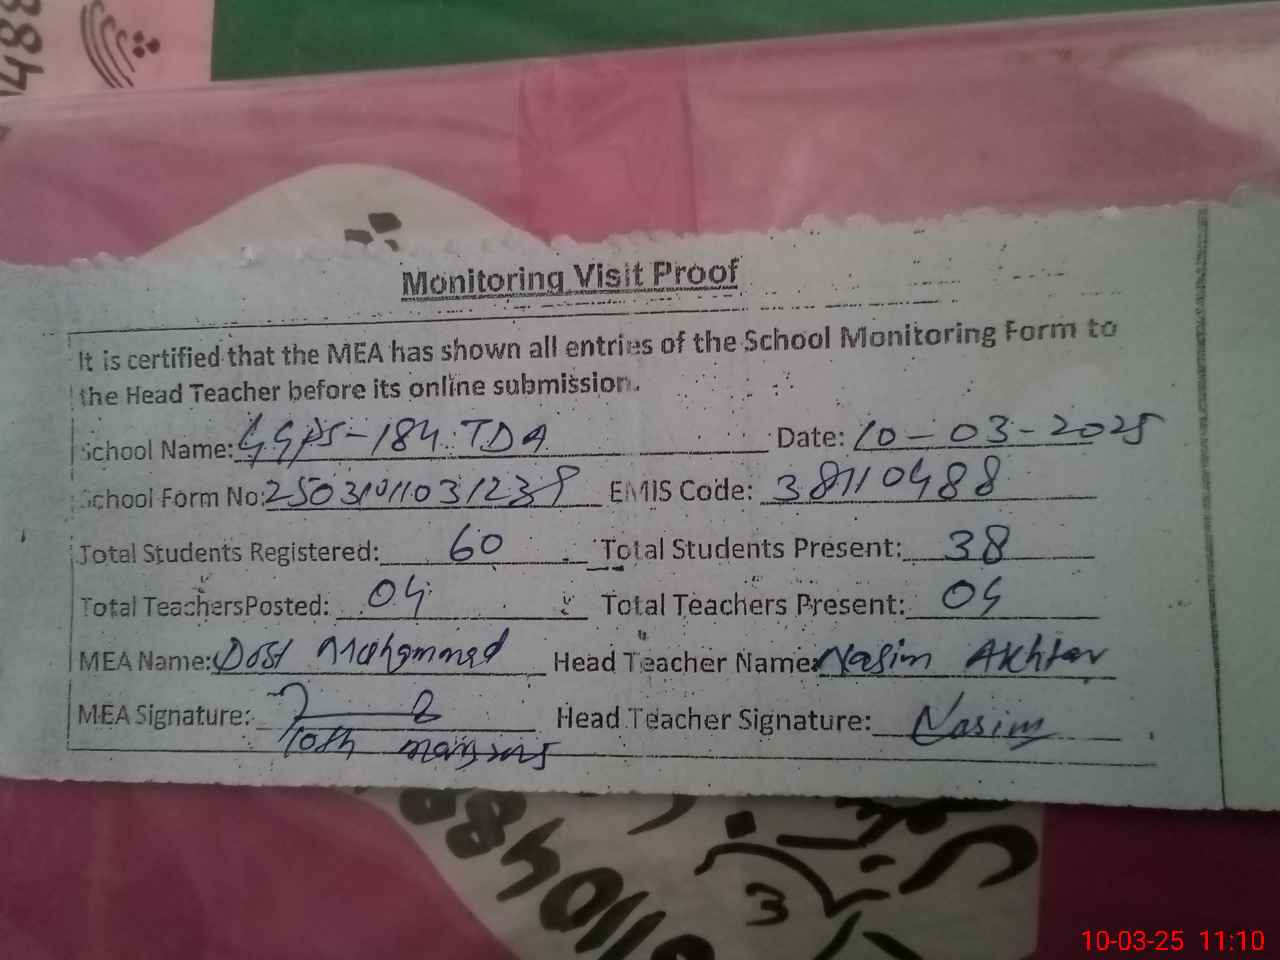 Monitoring Visit Proof
It is certified that the MEA has shown all entries of the School Monitoring Form to
the Head Teacher before its online submission.
School Name: GGPS-184 TDA Date: 10-03-2025
School Form No: EMIS Code: 38110488
Total Students Registered: 60 Total Students Present: 38
Total TeachersPosted: 04 Total Teachers Present: 04
MEA Name: Dost Mohammad Head Teacher Name: Nasim Akhtar
MEA Signature: Head Teacher Signature: Nasim
10th
3
10-03-25 11:10